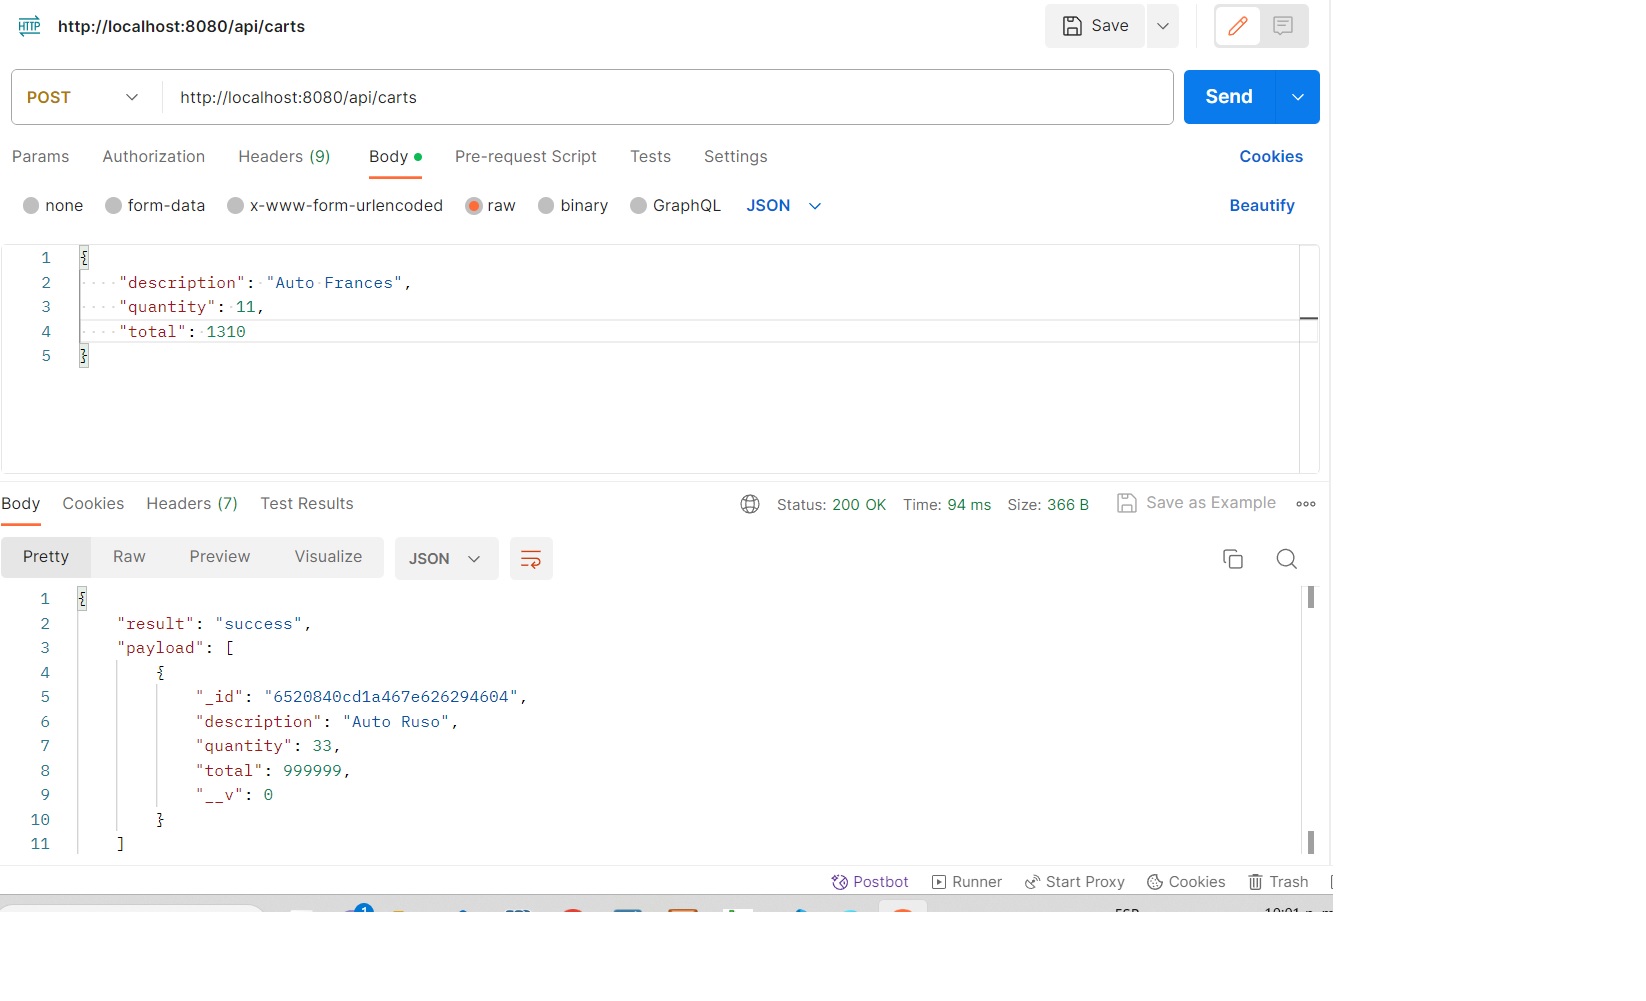 HTTP http://localhost:8080/api/carts Save
POST http://localhost:8080/api/carts Send
Params Authorization Headers (9) Body Pre-request Script Tests Settings Cookies
none form-data x-www-form-urlencoded raw binary GraphQL JSON Beautify
1 {
2 "description": "Auto Frances",
3 "quantity": 11,
4 "total": 1310
5 }
Body Cookies Headers (7) Test Results Status: 200 OK Time: 94 ms Size: 366 B Save as Example
Pretty Raw Preview Visualize JSON
1 {
2 "result": "success",
3 "payload": [
4 {
5 "_id": "6520840cd1a467e626294604",
6 "description": "Auto Ruso",
7 "quantity": 33,
8 "total": 999999,
9 "__v": 0
10 }
11 ]
Postbot Runner Start Proxy Cookies Trash
1